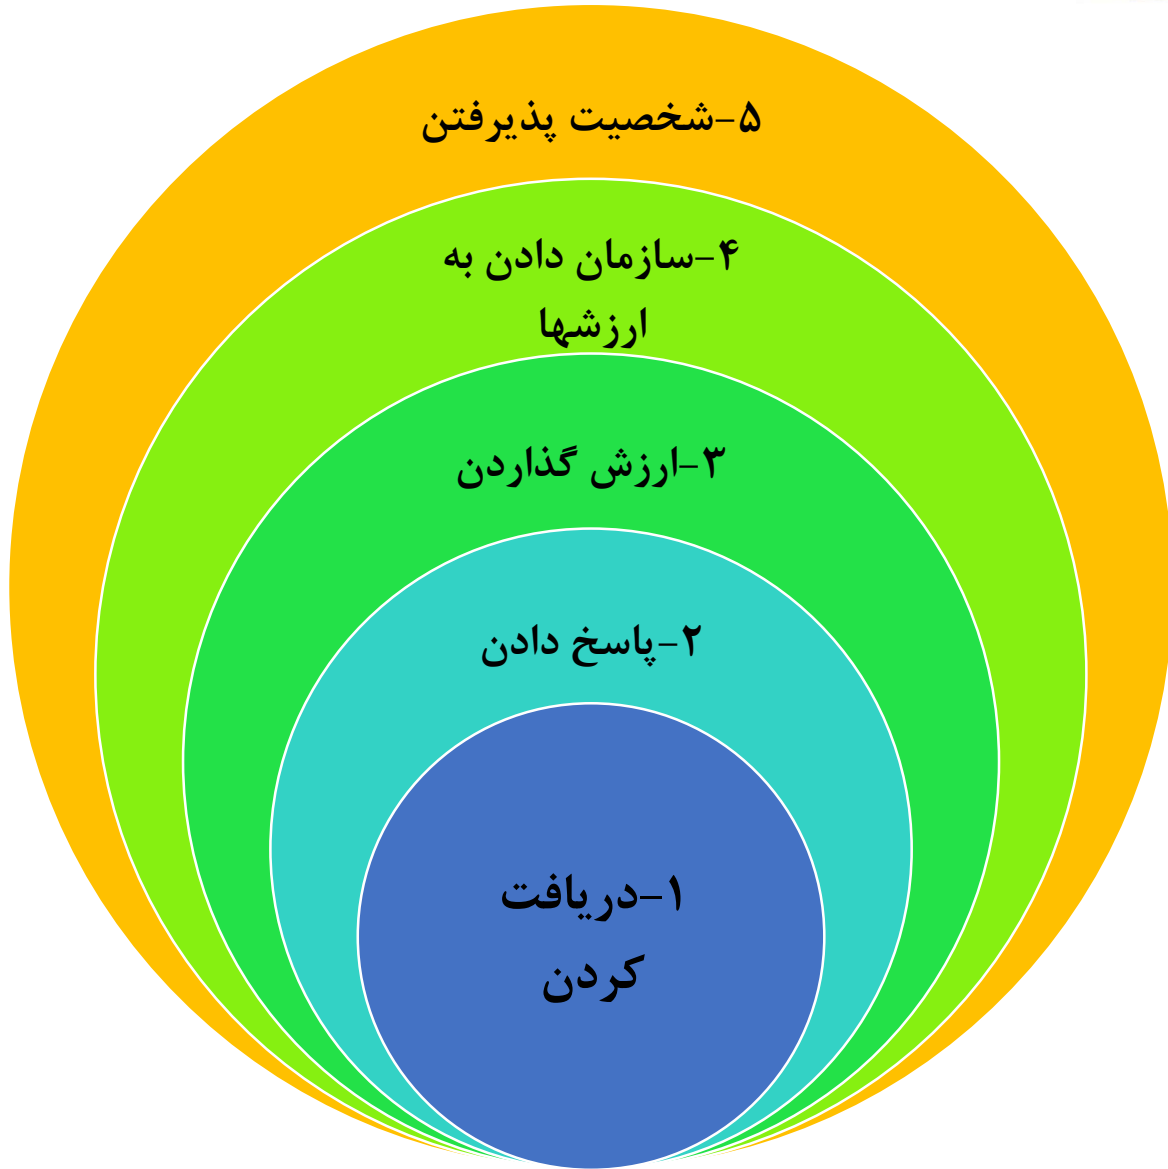 ۵-شخصیت پذیرفتن
۴-سازمان دادن به
ارزشها
۳-ارزش گذاردن
۲-پاسخ دادن
۱-دریافت
کردن